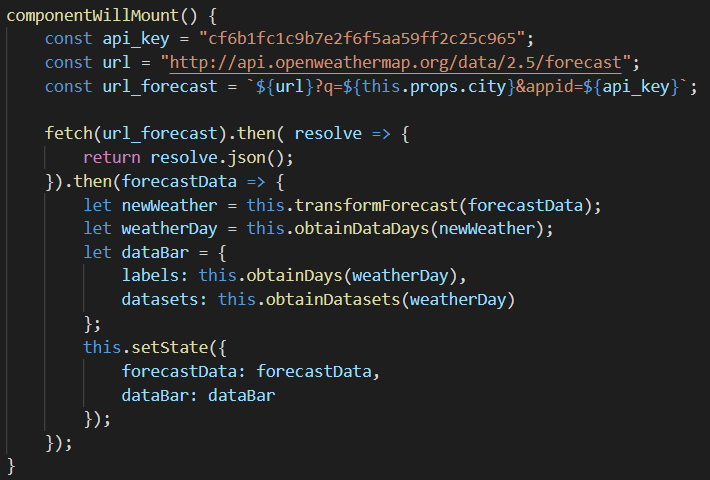 componentWillMount() {
    const api_key = "cf6b1fc1c9b7e2f6f5aa59ff2c25c965";
    const url = "http://api.openweathermap.org/data/2.5/forecast";
    const url_forecast = `${url}?q=${this.props.city}&appid=${api_key}`;

    fetch(url_forecast).then( resolve => {
        return resolve.json();
    }).then(forecastData => {
        let newWeather = this.transformForecast(forecastData);
        let weatherDay = this.obtainDataDays(newWeather);
        let dataBar = {
            labels: this.obtainDays(weatherDay),
            datasets: this.obtainDatasets(weatherDay)
        };
        this.setState({
            forecastData: forecastData,
            dataBar: dataBar
        });
    });
}